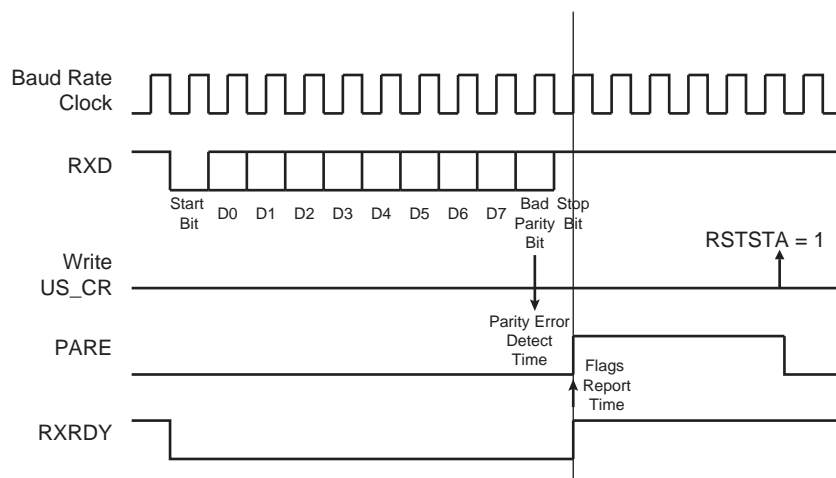 Baud Rate
Clock
RXD
Start
Bit
D0 D1 D2 D3 D4 D5 D6 D7
Bad
Parity
Bit
Stop
Bit
Write
US_CR
RSTSTA = 1
Parity Error
Detect
Time
PARE
Flags
Report
Time
RXRDY